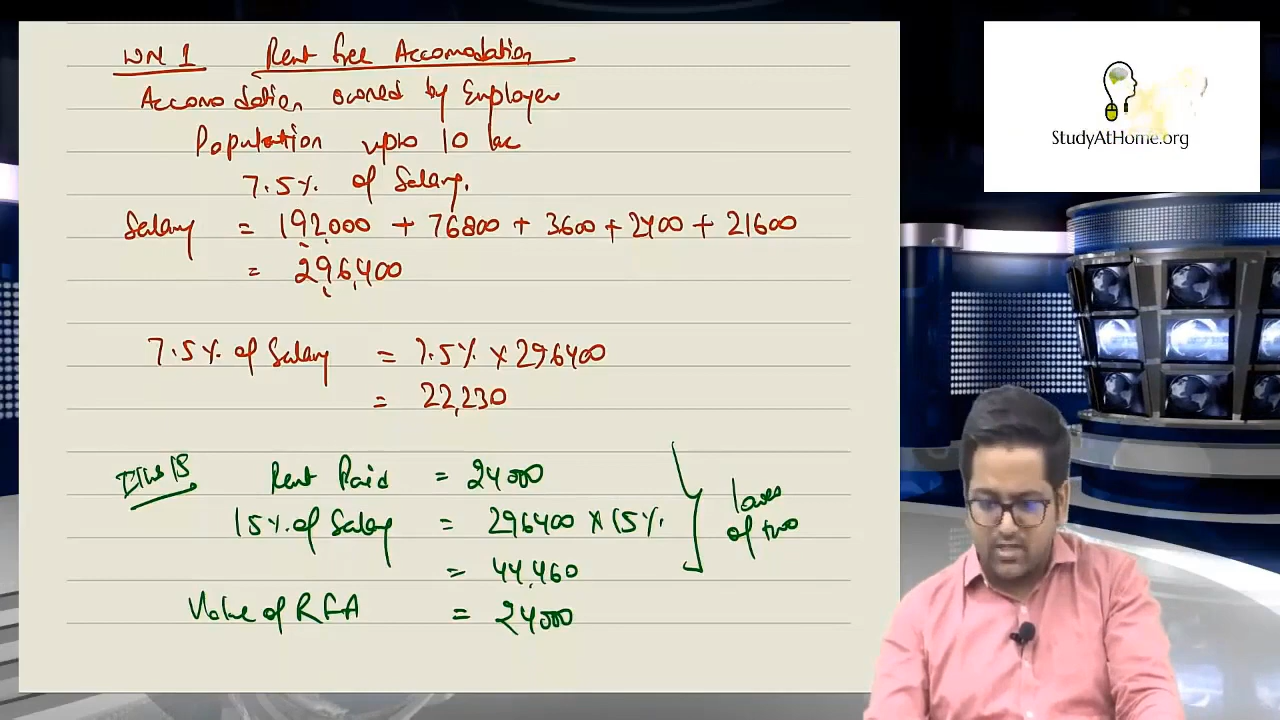 WN 1 Rent free Accomodation
Accomodation owned by Employer
Population upto 10 lac
7.5% of Salary.
Salary = 192,000 + 76800 + 3600 + 2400 + 21600
= 296,400
7.5% of Salary = 7.5% × 296400
= 22,230
Rent Paid = 24000
15% of Salary = 296400 × 15%
= 44,460
lower
of two
Value of RFA = 24000
StudyAtHome.org